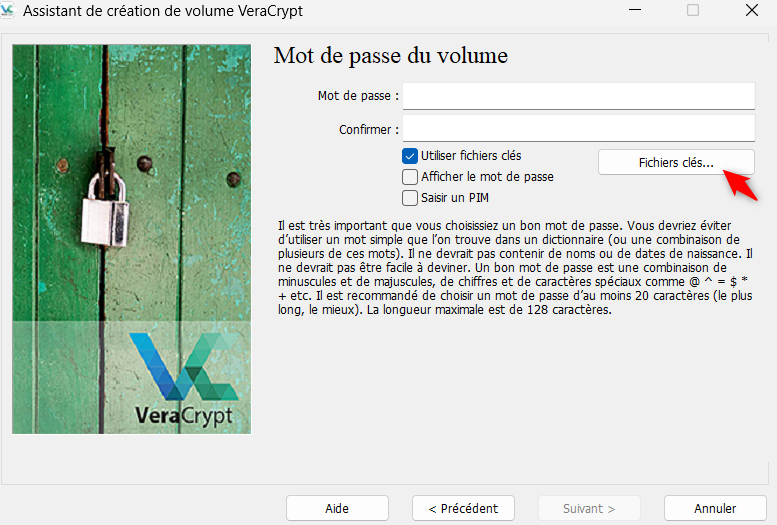 Assistant de création de volume VeraCrypt
Mot de passe du volume
Mot de passe :
Confirmer :
Utiliser fichiers clés
Fichiers clés...
Afficher le mot de passe
Saisir un PIM
Il est très important que vous choisissiez un bon mot de passe. Vous devriez éviter
d’utiliser un mot simple que l’on trouve dans un dictionnaire (ou une combinaison de
plusieurs de ces mots). Il ne devrait pas contenir de noms ou de dates de naissance. Il
ne devrait pas être facile à deviner. Un bon mot de passe est une combinaison de
minuscules et de majuscules, de chiffres et de caractères spéciaux comme @ ^ = $ *
+ etc. Il est recommandé de choisir un mot de passe d’au moins 20 caractères (le plus
long, le mieux). La longueur maximale est de 128 caractères.
VeraCrypt
Aide
< Précédent
Suivant >
Annuler